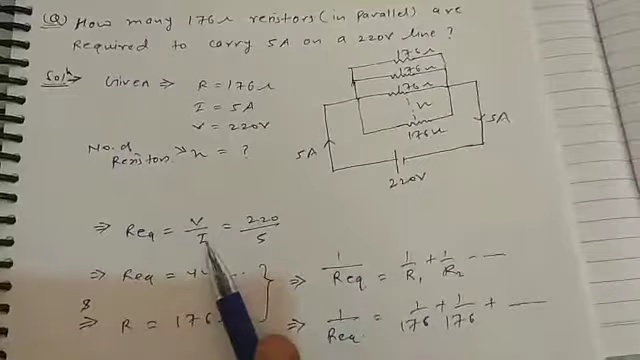 (Q) How many 176Ω resistors (in parallel) are
Required to carry 5A on a 220V line?
Solⁿ Given ⇒ R = 176Ω
I = 5A
V = 220V
No. of
Resistors ⇒ n = ?
176Ω
176Ω
176Ω
n
176Ω
5A
5A
220V
⇒ Req = V/I = 220/5
⇒ Req = 4
&
⇒ R = 176
⇒ 1/Req = 1/R₁ + 1/R₂ ---
⇒ 1/Req = 1/176 + 1/176 + ---